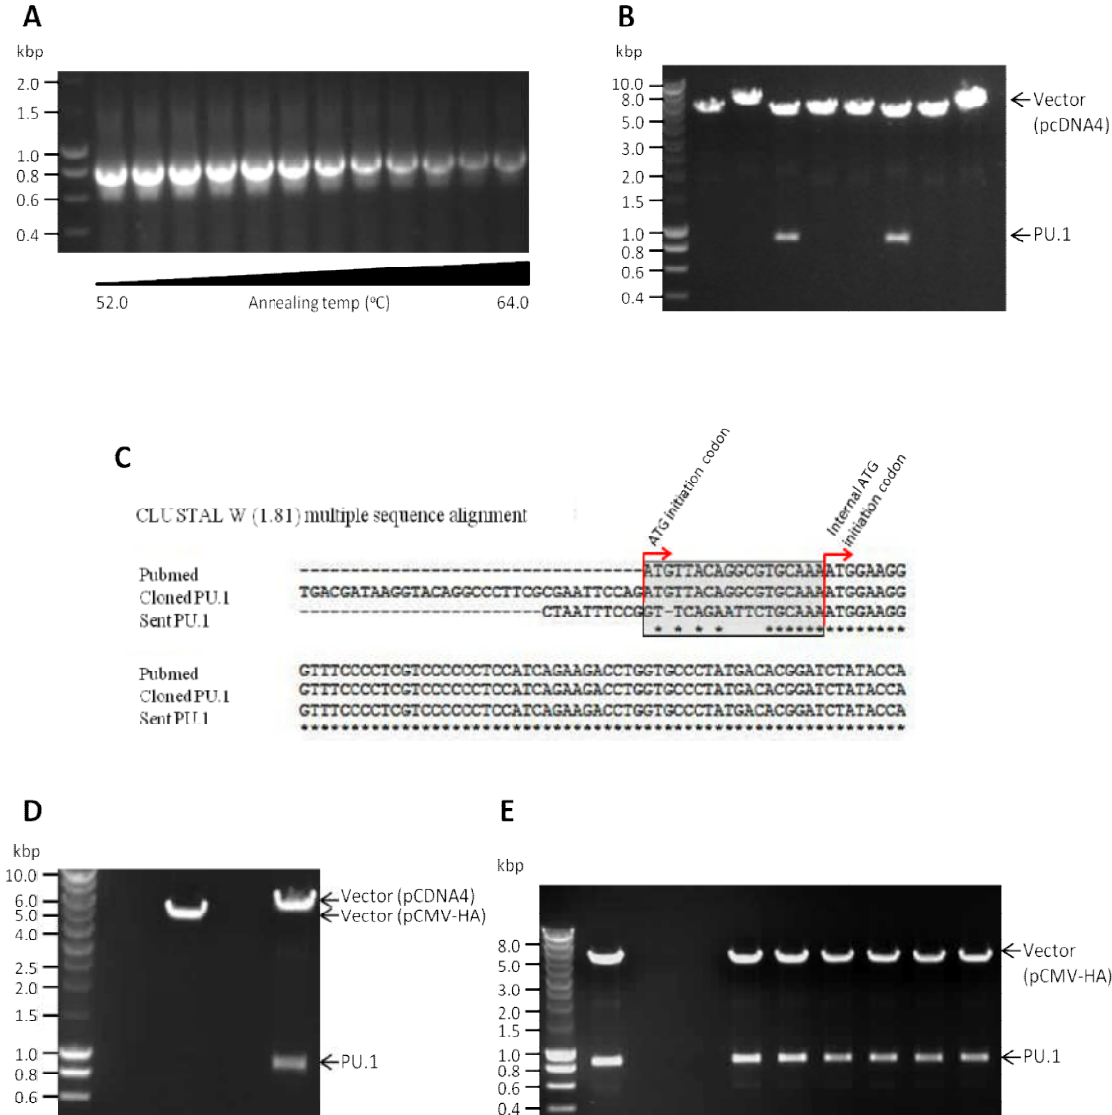 A
kbp
2.0
1.5
1.0
0.8
0.6
0.4
52.0 Annealing temp (ºC) 64.0
B
kbp
10.0
8.0
5.0
3.0
2.0
1.5
1.0
0.8
0.6
0.4
Vector
(pcDNA4)
PU.1
C
CLUSTAL W (1.81) multiple sequence alignment
ATG initiation codon
Internal ATG
initiation codon
Pubmed ----------------------------------ATGTTACAGGCGTGCAAAATGGAAGG
Cloned PU.1 TGACGATAAGGTACAGGCCCTTCGCGAATTCCAGATGTTACAGGCGTGCAAAATGGAAGG
Sent PU.1 ------------------------CTAATTTCCGGT-TCAGAATTCTGCAAAATGGAAGG
* * * * **************
Pubmed GTTTCCCCTCGTCCCCCCTCCATCAGAAGACCTGGTGCCCTATGACACGGATCTATACCA
Cloned PU.1 GTTTCCCCTCGTCCCCCCTCCATCAGAAGACCTGGTGCCCTATGACACGGATCTATACCA
Sent PU.1 GTTTCCCCTCGTCCCCCCTCCATCAGAAGACCTGGTGCCCTATGACACGGATCTATACCA
************************************************************
D
kbp
10.0
6.0
5.0
4.0
2.5
2.0
1.5
1.0
0.8
0.6
Vector (pCDNA4)
Vector (pCMV-HA)
PU.1
E
kbp
8.0
5.0
3.0
2.0
1.5
1.0
0.8
0.6
0.4
Vector
(pCMV-HA)
PU.1